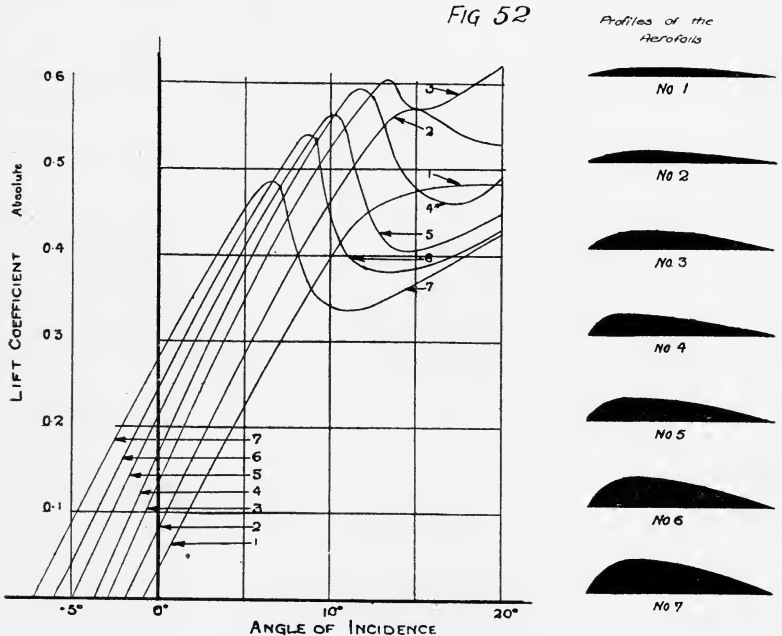 FIG 52
Profiles of the
Aerofoils
0.6
0.5
0.4
0.3
0.2
0.1
LIFT COEFFICIENT Absolute
3
2
1
4
5
6
7
7
6
5
4
3
2
1
-5° 0° 10° 20°
ANGLE OF INCIDENCE
No 1
No 2
No 3
No 4
No 5
No 6
No 7